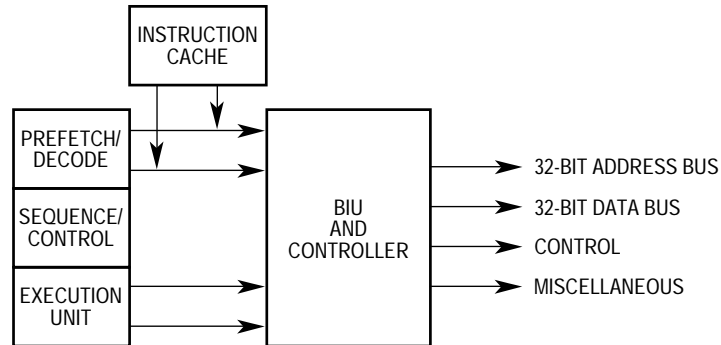 INSTRUCTION
CACHE
PREFETCH/
DECODE
SEQUENCE/
CONTROL
EXECUTION
UNIT
BIU
AND
CONTROLLER
32-BIT ADDRESS BUS
32-BIT DATA BUS
CONTROL
MISCELLANEOUS